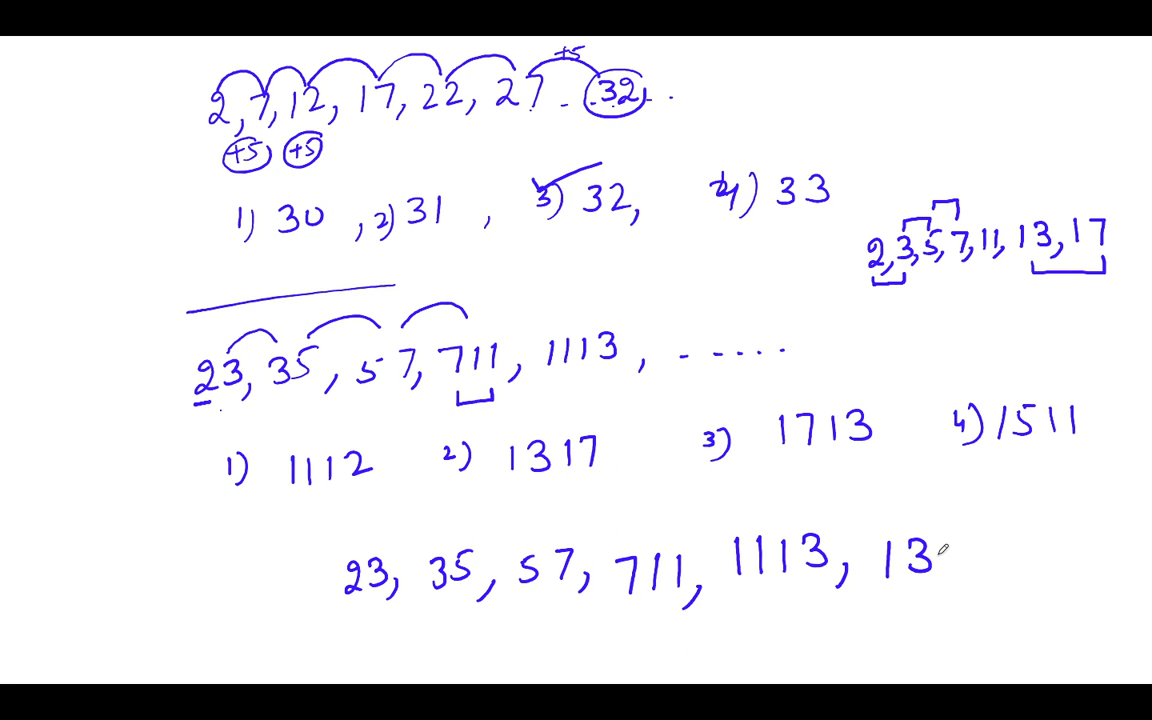 +5
2, 7, 12, 17, 22, 27 - - 32, - .
+5 +5
1) 30 , 2) 31 , 3) 32, 4) 33
2, 3, 5, 7, 11, 13, 17
23, 35, 57, 711, 1113, - - - - .
1) 1112 2) 1317 3) 1713 4) 1511
23, 35, 57, 711, 1113, 13